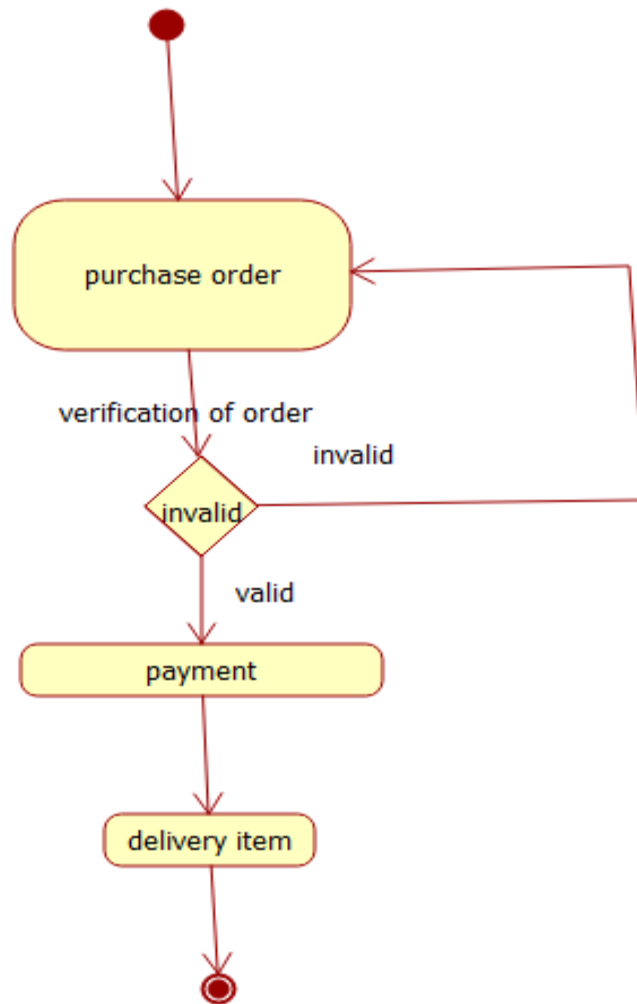 purchase order
verification of order
invalid
invalid
valid
payment
delivery item